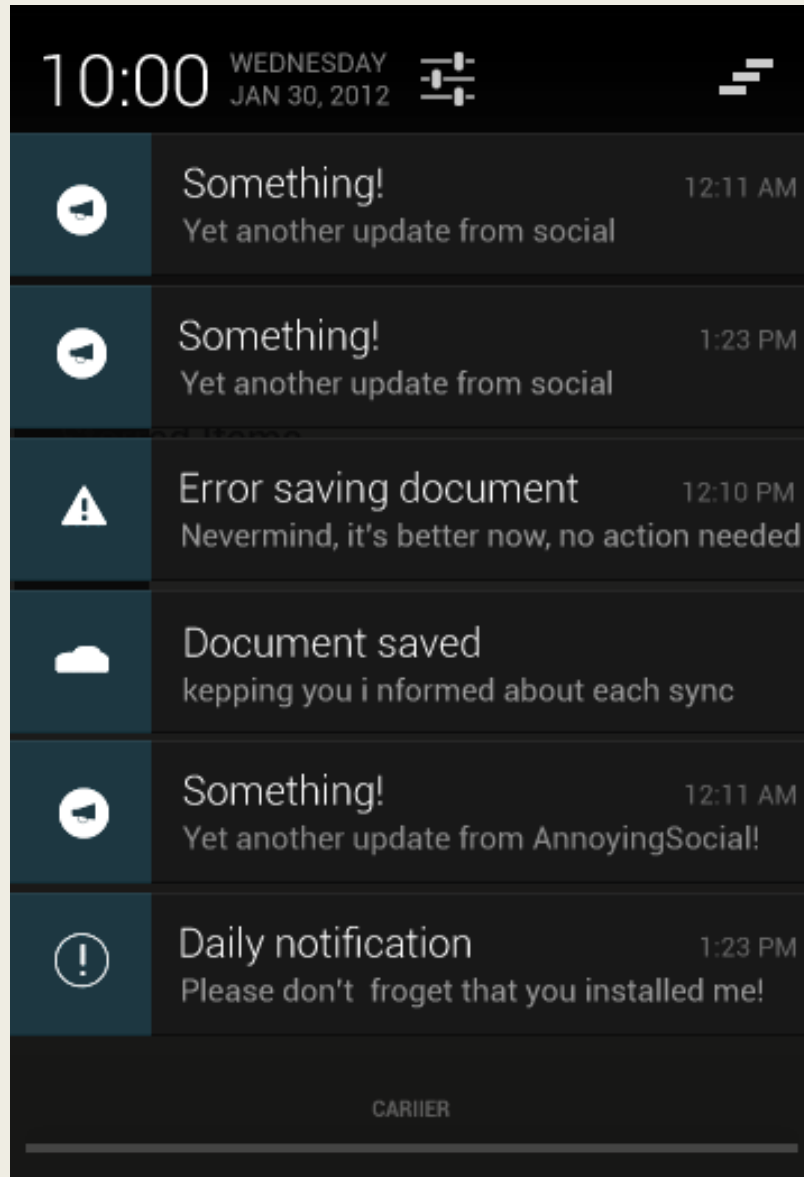 10:00
WEDNESDAY
JAN 30, 2012
Something!
12:11 AM
Yet another update from social
Something!
1:23 PM
Yet another update from social
Error saving document
12:10 PM
Nevermind, it's better now, no action needed
Document saved
kepping you i nformed about each sync
Something!
12:11 AM
Yet another update from AnnoyingSocial!
Daily notification
1:23 PM
Please don't  froget that you installed me!
CARIIER